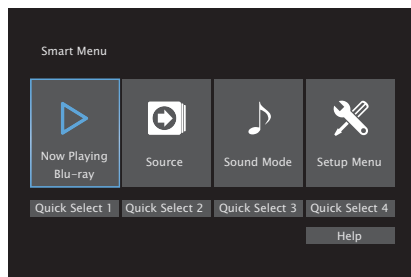 Smart Menu
Now Playing
Blu-ray
Source
Sound Mode
Setup Menu
Quick Select 1
Quick Select 2
Quick Select 3
Quick Select 4
Help